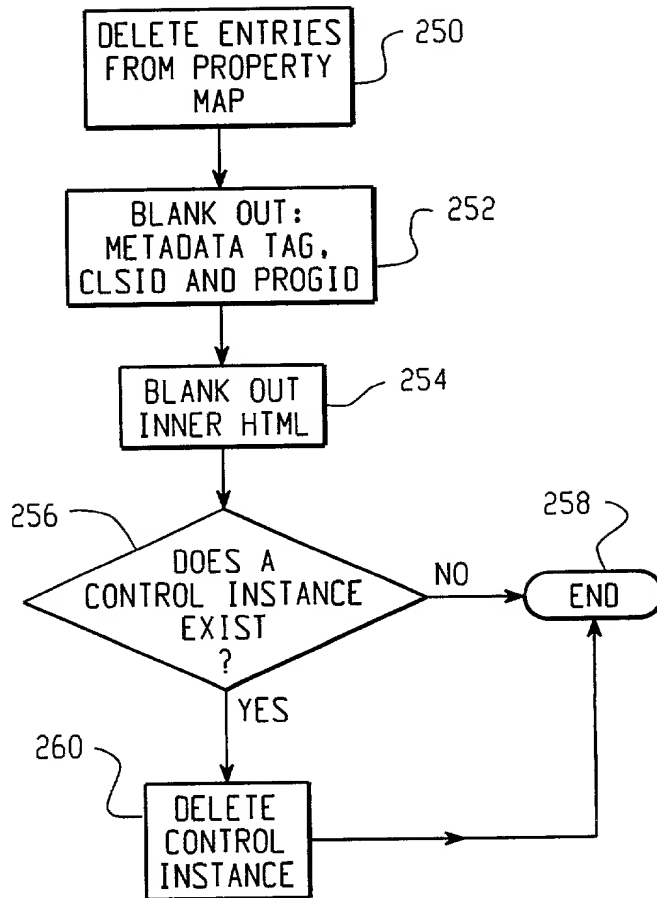 DELETE ENTRIES
FROM PROPERTY
MAP
250
BLANK OUT:
METADATA TAG,
CLSID AND PROGID
252
BLANK OUT
INNER HTML
254
256
DOES A
CONTROL INSTANCE
EXIST
?
NO
258
END
YES
260
DELETE
CONTROL
INSTANCE